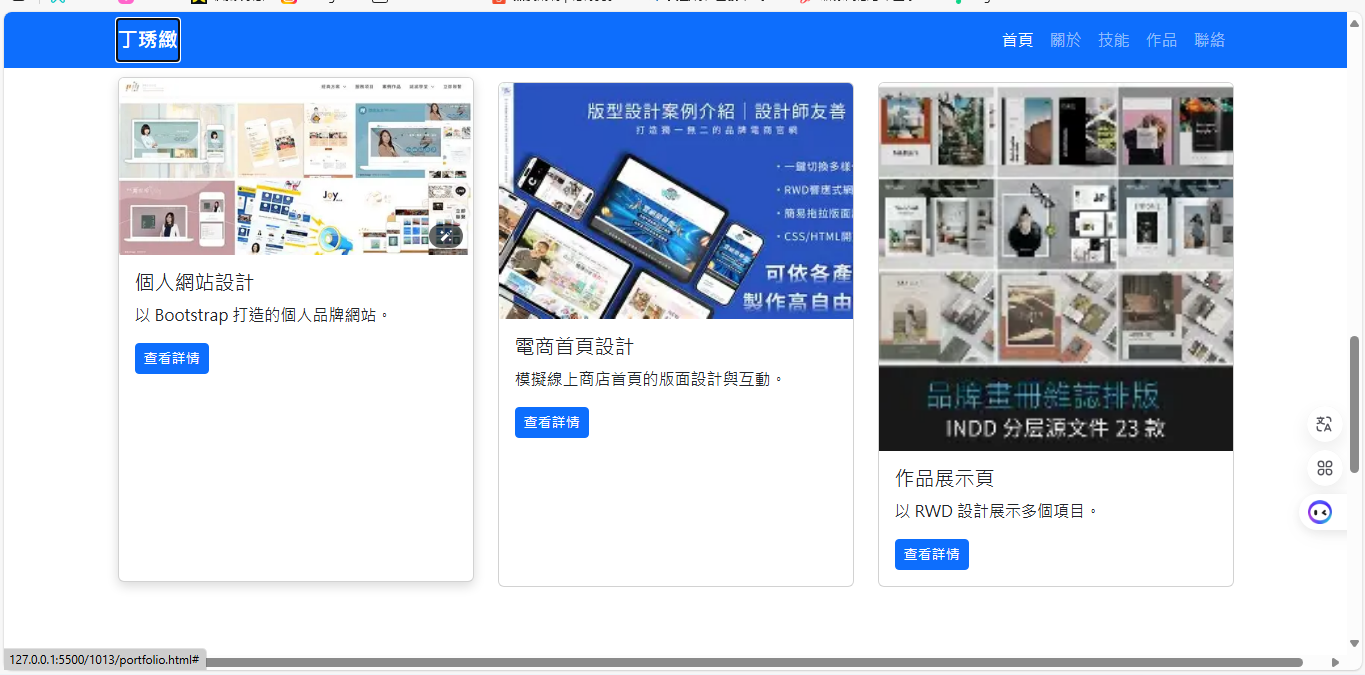 丁琇緻
首頁 關於 技能 作品 聯絡
個人網站設計
以 Bootstrap 打造的個人品牌網站。
查看詳情
版型設計案例介紹｜設計師友善
打造獨一無二的品牌電商官網
・一鍵切換多樣
・RWD響應式網
・簡易拖拉版面
・CSS/HTML開
可依各產
製作高自由
電商首頁設計
模擬線上商店首頁的版面設計與互動。
查看詳情
品牌畫冊雜誌排版
INDD 分层源文件 23 款
作品展示頁
以 RWD 設計展示多個項目。
查看詳情
127.0.0.1:5500/1013/portfolio.html#